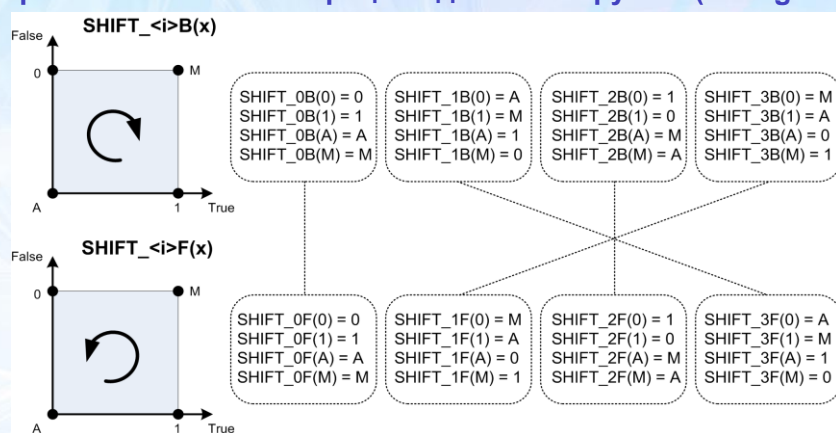 SHIFT_<i>B(x)
False
0
M
A
1
True
SHIFT_0B(0) = 0
SHIFT_0B(1) = 1
SHIFT_0B(A) = A
SHIFT_0B(M) = M
SHIFT_1B(0) = A
SHIFT_1B(1) = M
SHIFT_1B(A) = 1
SHIFT_1B(M) = 0
SHIFT_2B(0) = 1
SHIFT_2B(1) = 0
SHIFT_2B(A) = M
SHIFT_2B(M) = A
SHIFT_3B(0) = M
SHIFT_3B(1) = A
SHIFT_3B(A) = 0
SHIFT_3B(M) = 1
SHIFT_<i>F(x)
False
0
M
A
1
True
SHIFT_0F(0) = 0
SHIFT_0F(1) = 1
SHIFT_0F(A) = A
SHIFT_0F(M) = M
SHIFT_1F(0) = M
SHIFT_1F(1) = A
SHIFT_1F(A) = 0
SHIFT_1F(M) = 1
SHIFT_2F(0) = 1
SHIFT_2F(1) = 0
SHIFT_2F(A) = M
SHIFT_2F(M) = A
SHIFT_3F(0) = A
SHIFT_3F(1) = M
SHIFT_3F(A) = 1
SHIFT_3F(M) = 0